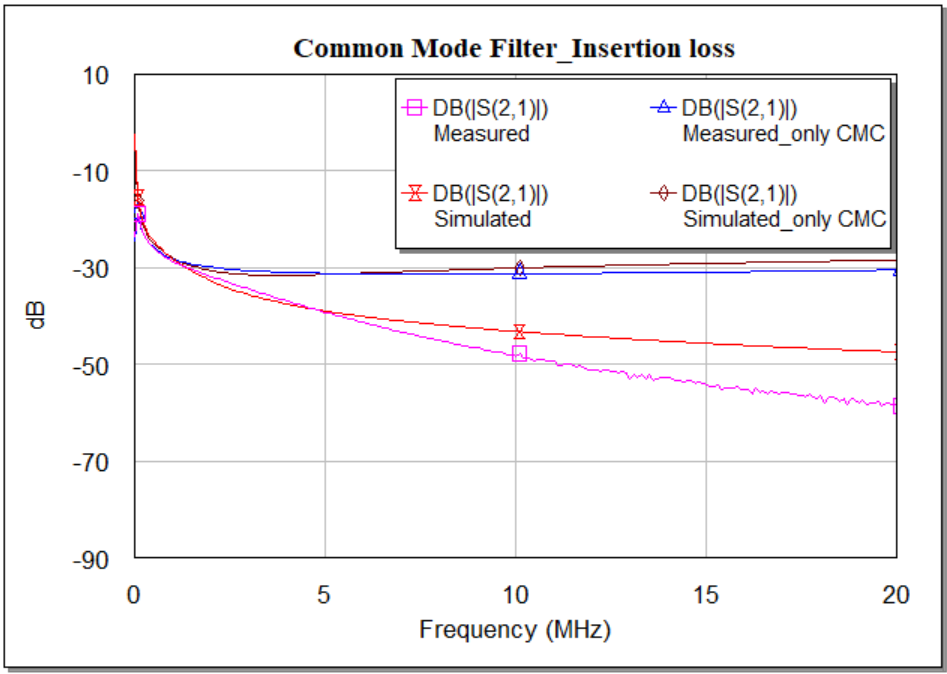 Common Mode Filter_Insertion loss
10
-10
-30
-50
-70
-90
dB
DB(|S(2,1)|)
Measured
DB(|S(2,1)|)
Measured_only CMC
DB(|S(2,1)|)
Simulated
DB(|S(2,1)|)
Simulated_only CMC
0
5
10
15
20
Frequency (MHz)